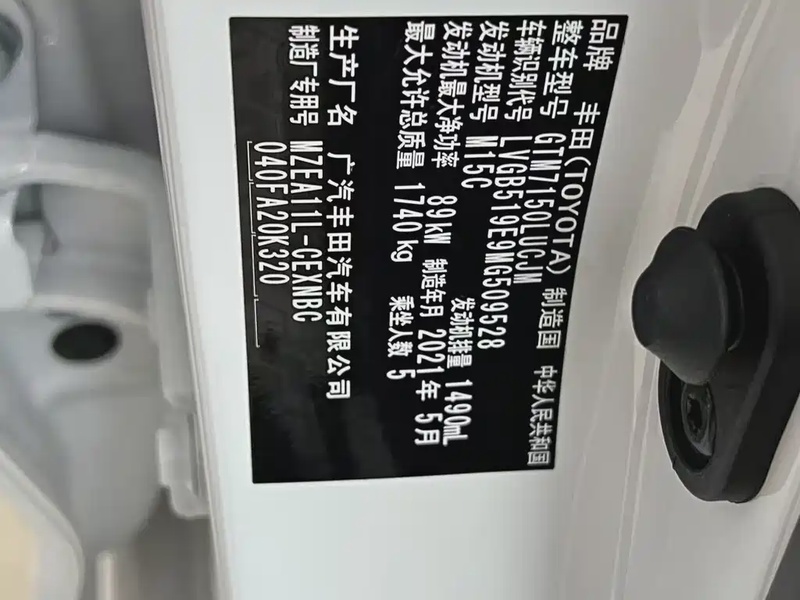 品牌 丰田(TOYOTA) 制造国 中华人民共和国
整车型号 GTM7150LUCJM
车辆识别代号 LVGB519E9MG509528
发动机型号 M15C 发动机排量 1490mL
发动机最大净功率 89kW 制造年月 2021年 5月
最大允许总质量 1740kg 乘坐人数 5
生产厂名 广汽丰田汽车有限公司
制造厂专用号 MZEA11L-CEXNBC
040FA20K320